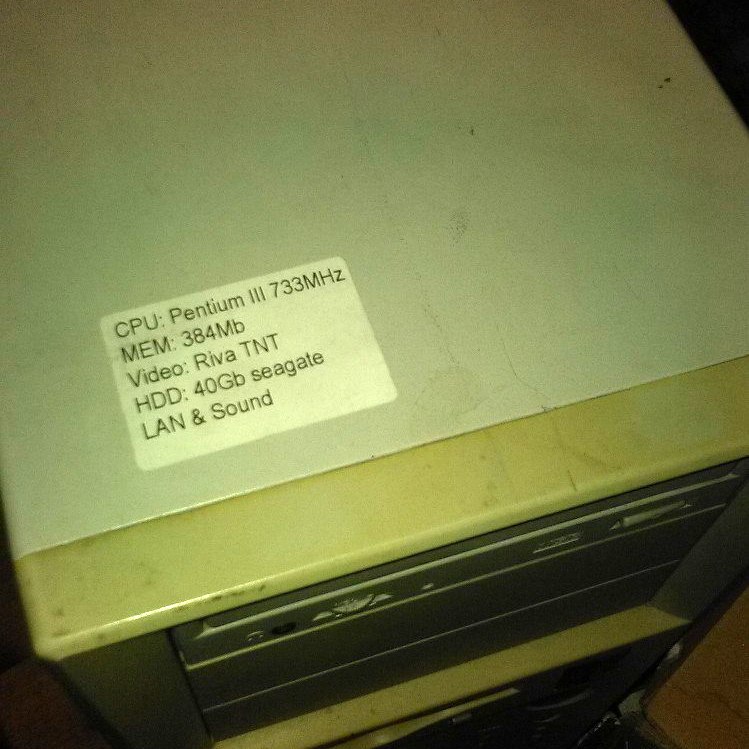 CPU: Pentium III 733MHz
MEM: 384Mb
Video: Riva TNT
HDD: 40Gb seagate
LAN & Sound